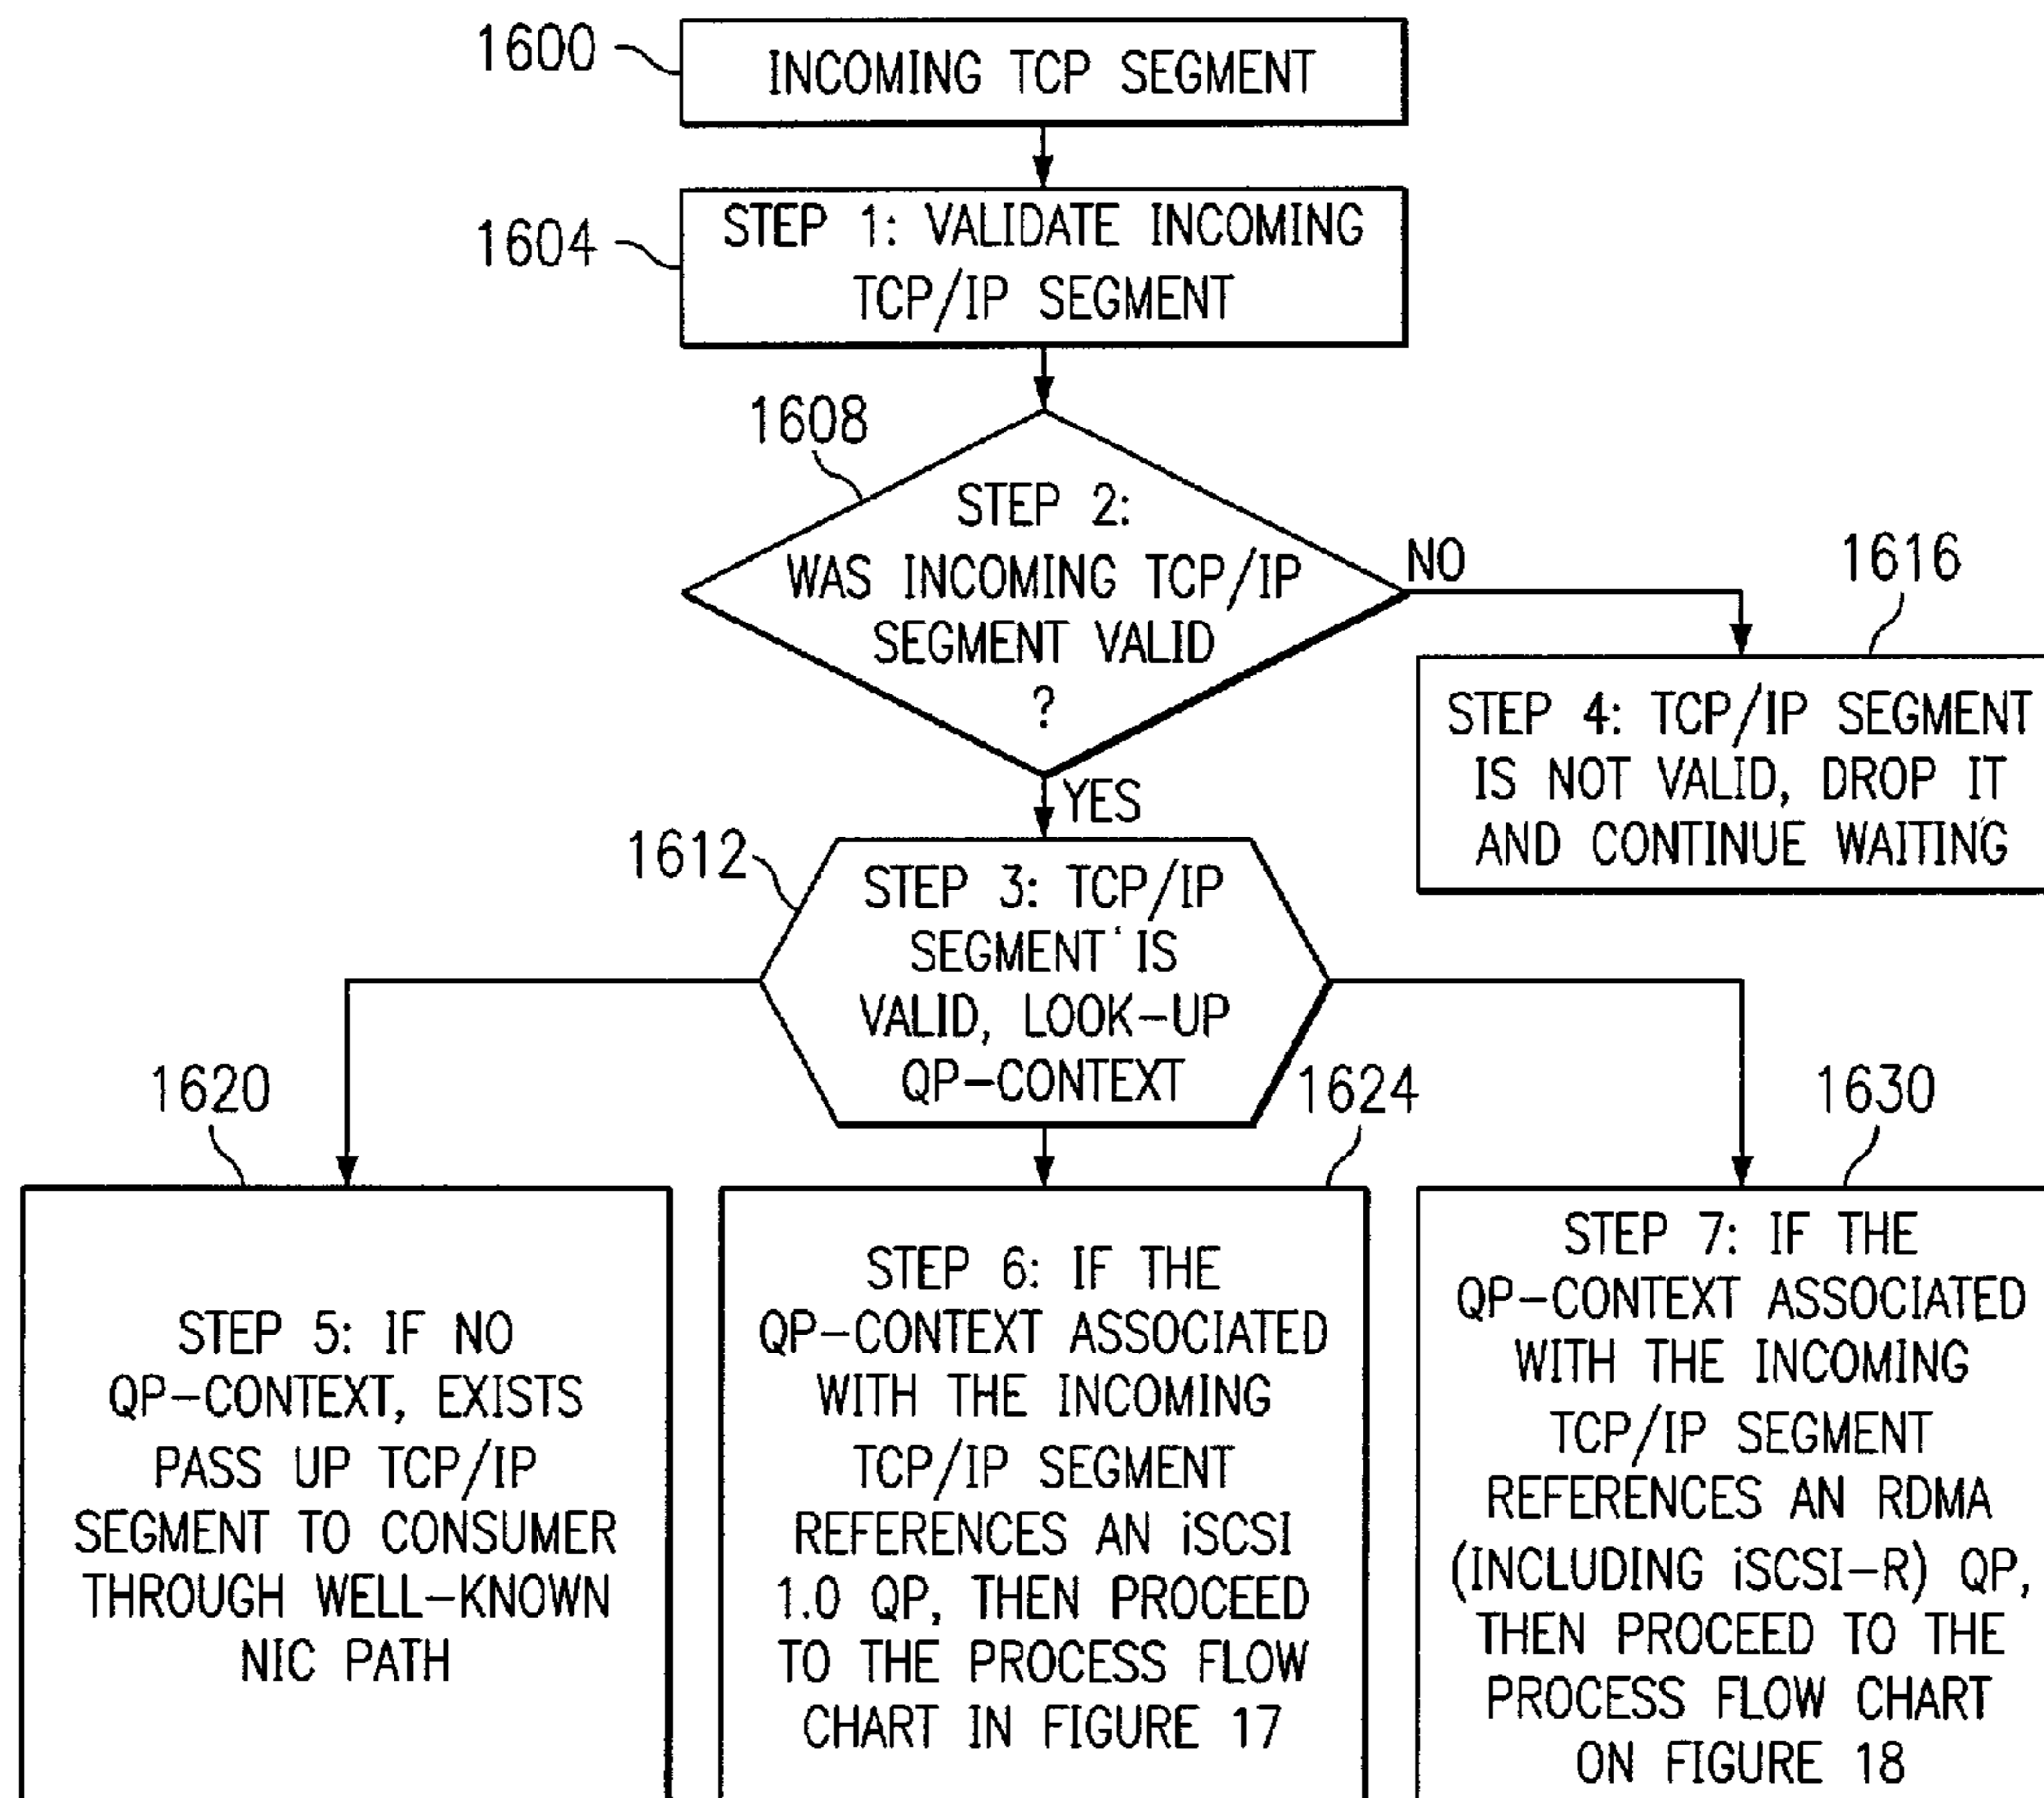 1600
INCOMING TCP SEGMENT
1604
STEP 1: VALIDATE INCOMING
TCP/IP SEGMENT
1608
STEP 2:
WAS INCOMING TCP/IP
SEGMENT VALID
?
NO
1616
STEP 4: TCP/IP SEGMENT
IS NOT VALID, DROP IT
AND CONTINUE WAITING
YES
1612
STEP 3: TCP/IP
SEGMENT IS
VALID, LOOK-UP
QP-CONTEXT
1620
STEP 5: IF NO
QP-CONTEXT, EXISTS
PASS UP TCP/IP
SEGMENT TO CONSUMER
THROUGH WELL-KNOWN
NIC PATH
1624
STEP 6: IF THE
QP-CONTEXT ASSOCIATED
WITH THE INCOMING
TCP/IP SEGMENT
REFERENCES AN iSCSI
1.0 QP, THEN PROCEED
TO THE PROCESS FLOW
CHART IN FIGURE 17
1630
STEP 7: IF THE
QP-CONTEXT ASSOCIATED
WITH THE INCOMING
TCP/IP SEGMENT
REFERENCES AN RDMA
(INCLUDING iSCSI-R) QP,
THEN PROCEED TO THE
PROCESS FLOW CHART
ON FIGURE 18